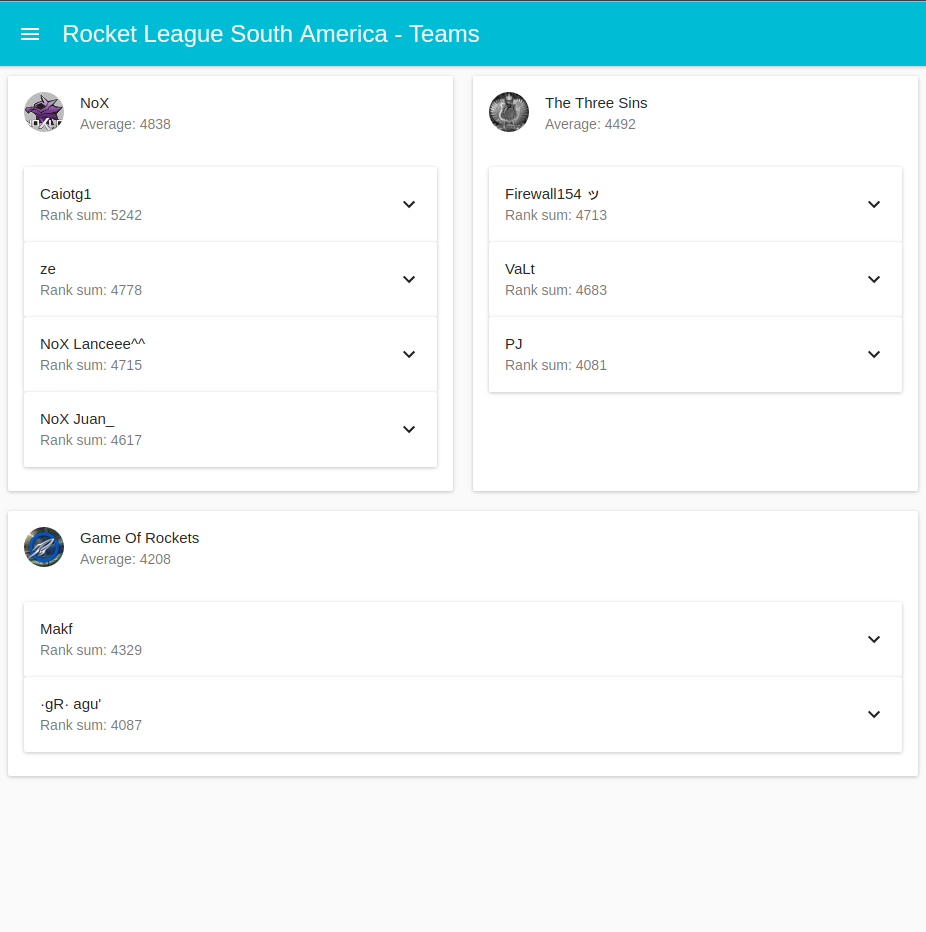 Rocket League South America - Teams
NoX
Average: 4838
Caiotg1
Rank sum: 5242
ze
Rank sum: 4778
NoX Lanceee^^
Rank sum: 4715
NoX Juan_
Rank sum: 4617
The Three Sins
Average: 4492
Firewall154 ッ
Rank sum: 4713
VaLt
Rank sum: 4683
PJ
Rank sum: 4081
Game Of Rockets
Average: 4208
Makf
Rank sum: 4329
·gR· agu'
Rank sum: 4087